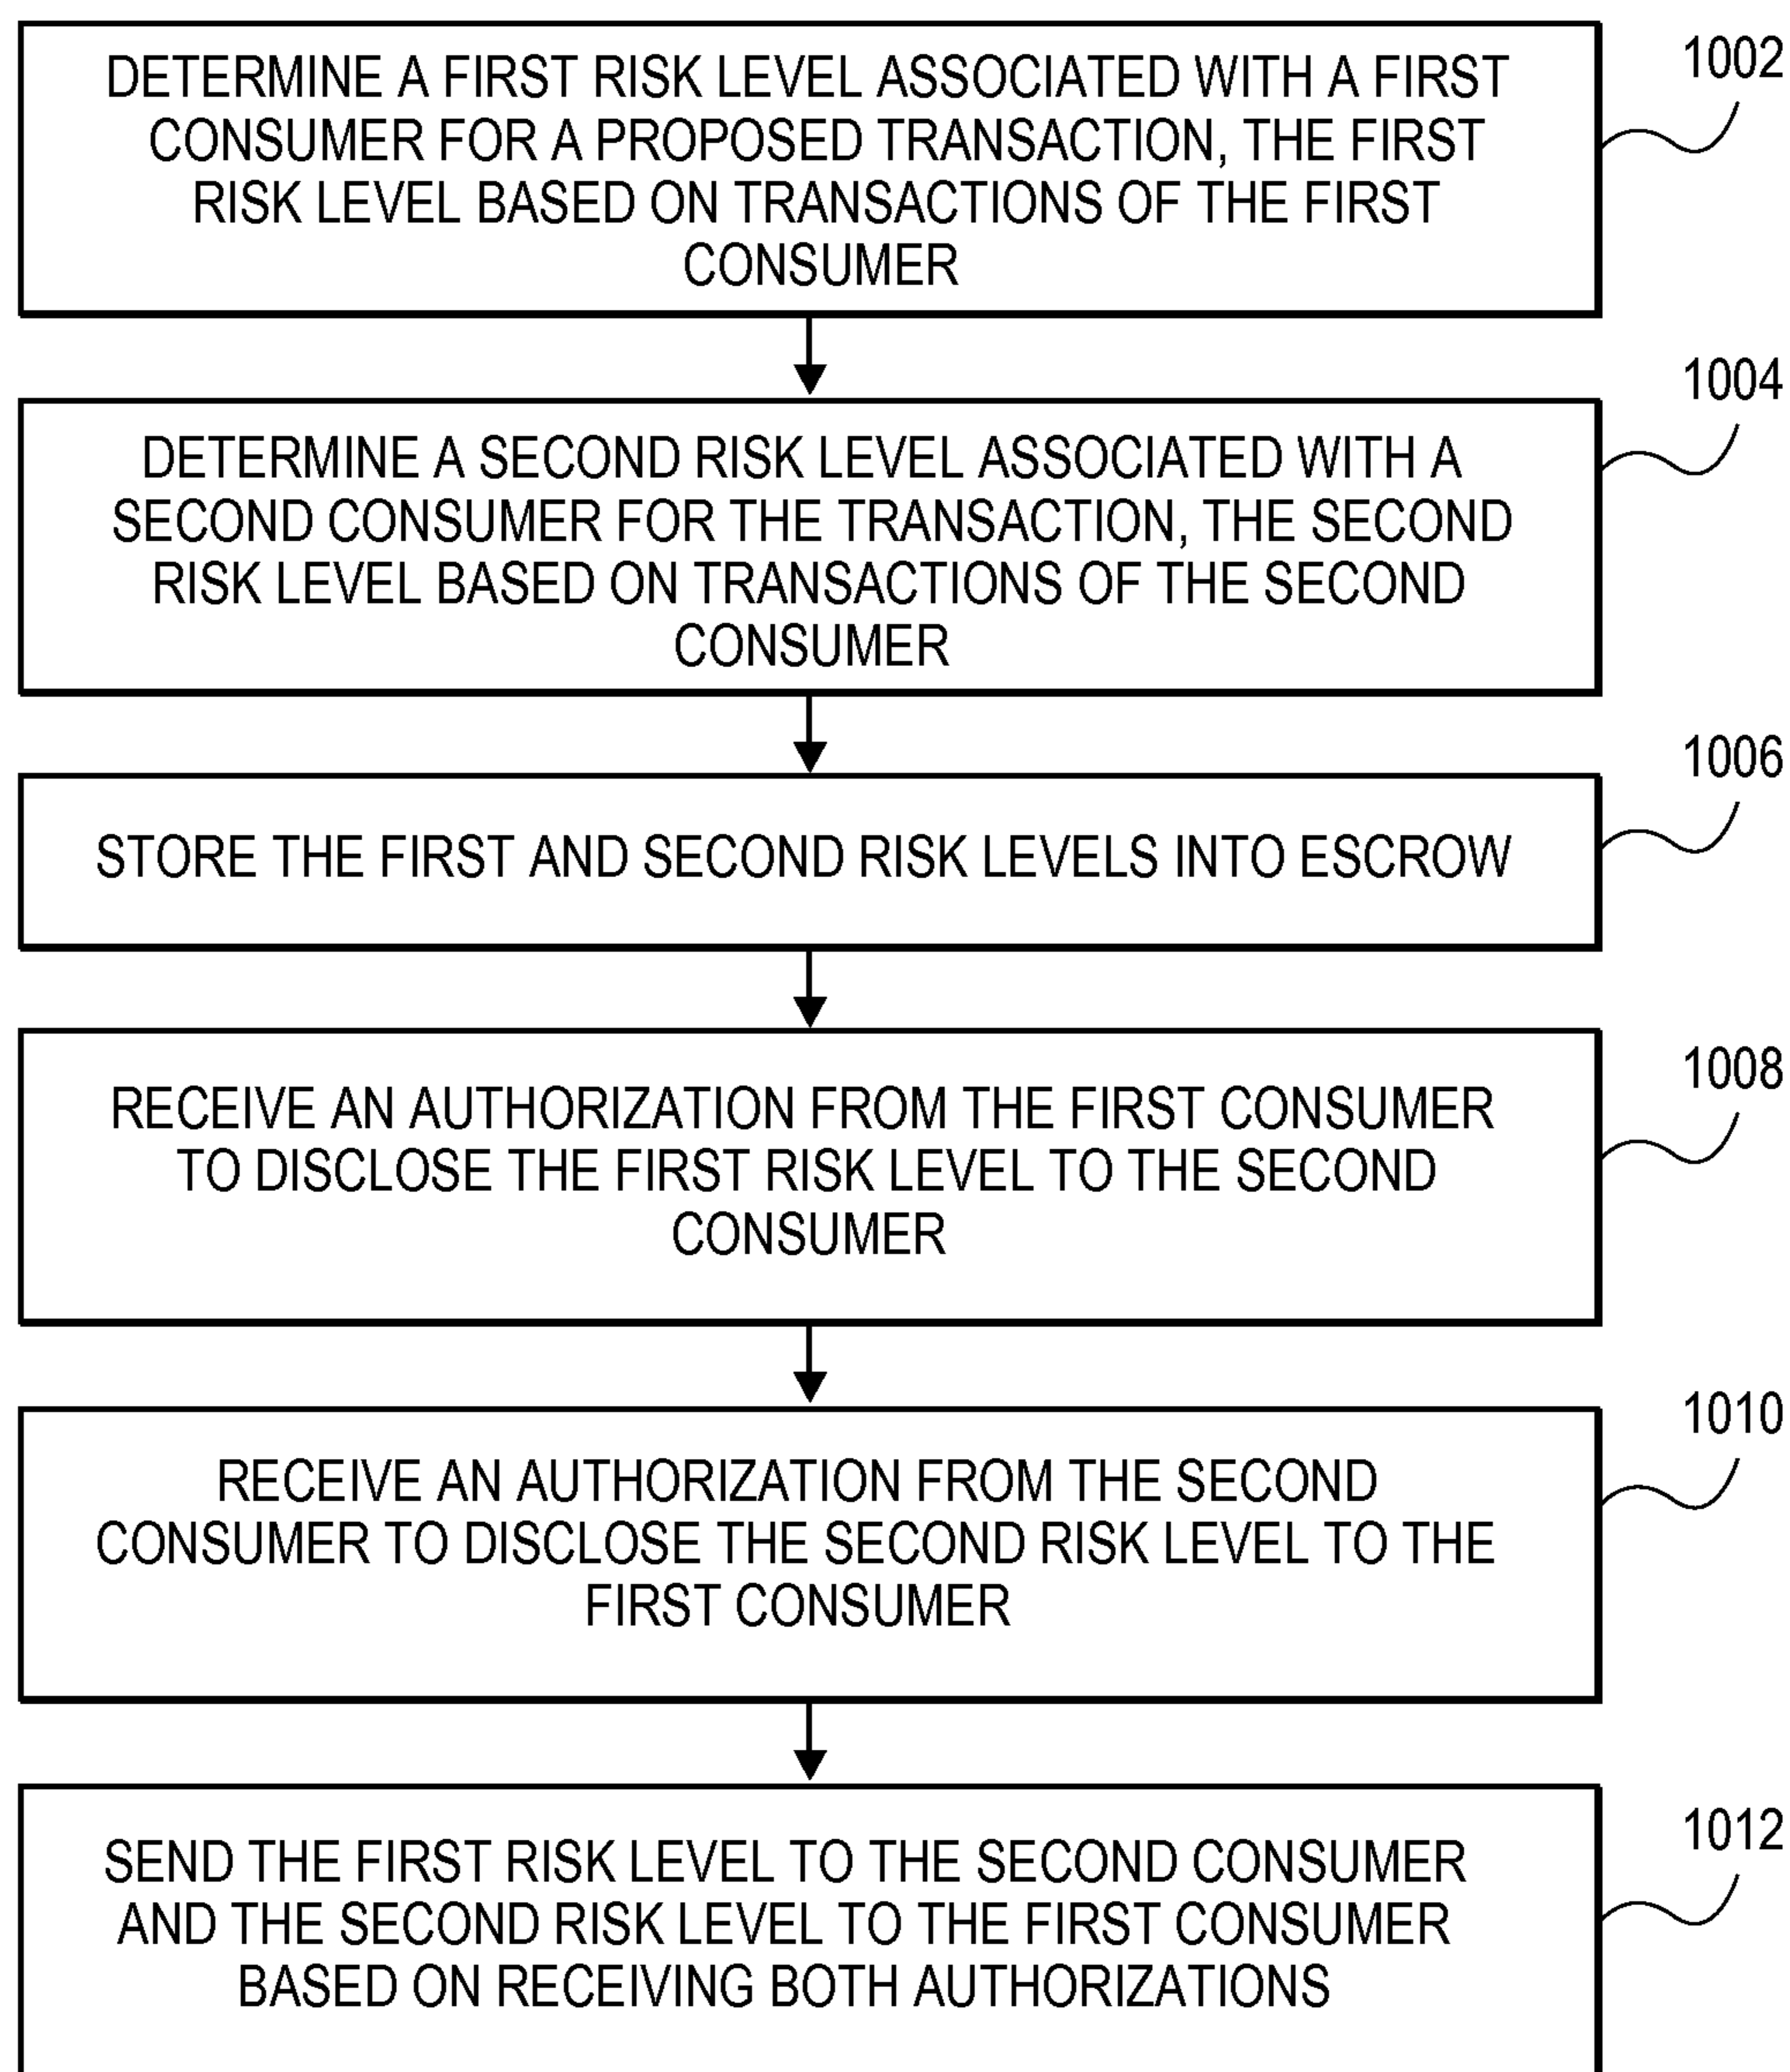 DETERMINE A FIRST RISK LEVEL ASSOCIATED WITH A FIRST
CONSUMER FOR A PROPOSED TRANSACTION, THE FIRST
RISK LEVEL BASED ON TRANSACTIONS OF THE FIRST
CONSUMER
1002
DETERMINE A SECOND RISK LEVEL ASSOCIATED WITH A
SECOND CONSUMER FOR THE TRANSACTION, THE SECOND
RISK LEVEL BASED ON TRANSACTIONS OF THE SECOND
CONSUMER
1004
STORE THE FIRST AND SECOND RISK LEVELS INTO ESCROW
1006
RECEIVE AN AUTHORIZATION FROM THE FIRST CONSUMER
TO DISCLOSE THE FIRST RISK LEVEL TO THE SECOND
CONSUMER
1008
RECEIVE AN AUTHORIZATION FROM THE SECOND
CONSUMER TO DISCLOSE THE SECOND RISK LEVEL TO THE
FIRST CONSUMER
1010
SEND THE FIRST RISK LEVEL TO THE SECOND CONSUMER
AND THE SECOND RISK LEVEL TO THE FIRST CONSUMER
BASED ON RECEIVING BOTH AUTHORIZATIONS
1012